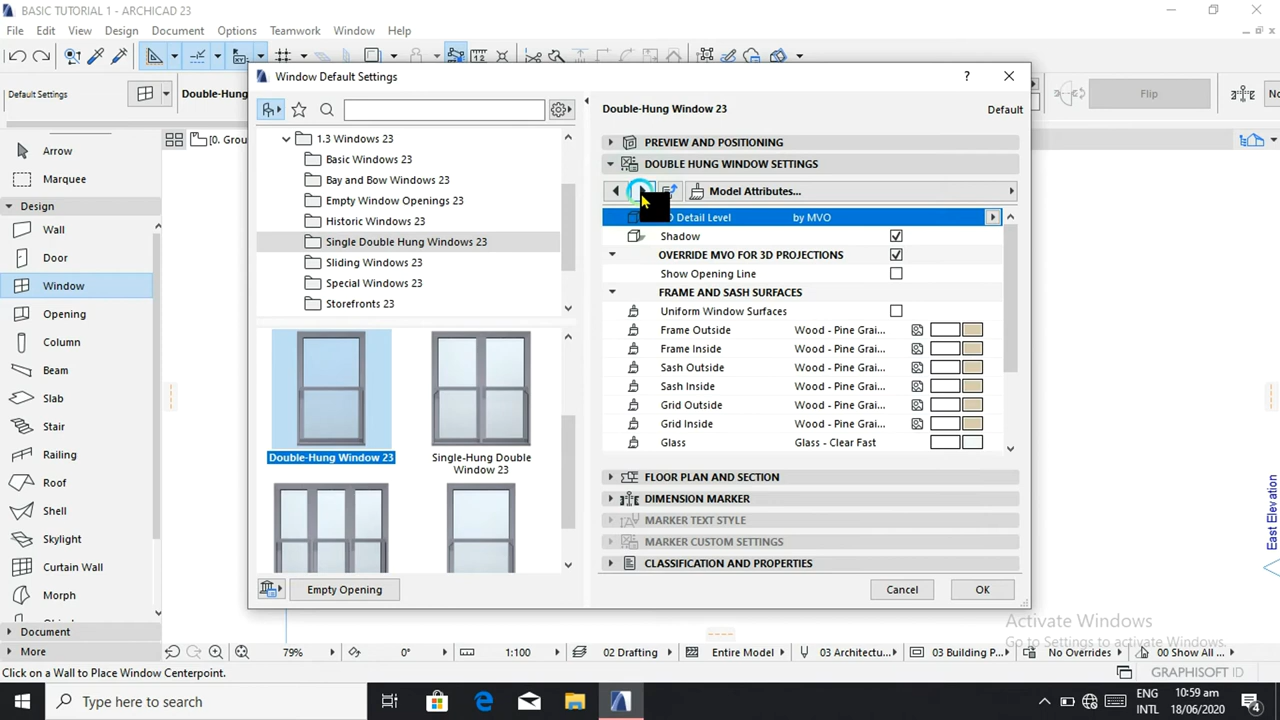 BASIC TUTORIAL 1 - ARCHICAD 23
File Edit View Design Document Options Teamwork Window Help
Window Default Settings
Default Settings
Double-Hung
Flip
No
Double-Hung Window 23
Default
[0. Grou
Arrow
Marquee
Design
Wall
Door
Window
Opening
Column
Beam
Slab
Stair
Railing
Roof
Shell
Skylight
Curtain Wall
Morph
Document
More
1.3 Windows 23
Basic Windows 23
Bay and Bow Windows 23
Empty Window Openings 23
Historic Windows 23
Single Double Hung Windows 23
Sliding Windows 23
Special Windows 23
Storefronts 23
Double-Hung Window 23
Single-Hung Double
Window 23
Empty Opening
PREVIEW AND POSITIONING
DOUBLE HUNG WINDOW SETTINGS
Model Attributes...
D Detail Level by MVO
Shadow
OVERRIDE MVO FOR 3D PROJECTIONS
Show Opening Line
FRAME AND SASH SURFACES
Uniform Window Surfaces
Frame Outside Wood - Pine Grai...
Frame Inside Wood - Pine Grai...
Sash Outside Wood - Pine Grai...
Sash Inside Wood - Pine Grai...
Grid Outside Wood - Pine Grai...
Grid Inside Wood - Pine Grai...
Glass Glass - Clear Fast
FLOOR PLAN AND SECTION
DIMENSION MARKER
MARKER TEXT STYLE
MARKER CUSTOM SETTINGS
CLASSIFICATION AND PROPERTIES
Cancel OK
East Elevation
Activate Windows
Go to Settings to activate Windows.
79% 0° 1:100 02 Drafting Entire Model 03 Architectu... 03 Building P... No Overrides 00 Show All ...
Click on a Wall to Place Window Centerpoint.
GRAPHISOFT ID
Type here to search
ENG
INTL
10:59 am
18/06/2020
4